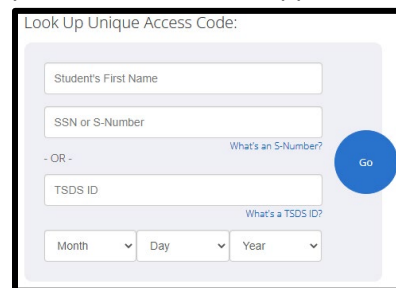 Look Up Unique Access Code:
Student's First Name
SSN or S-Number
What's an S-Number?
- OR -
Go
TSDS ID
What's a TSDS ID?
Month Day Year